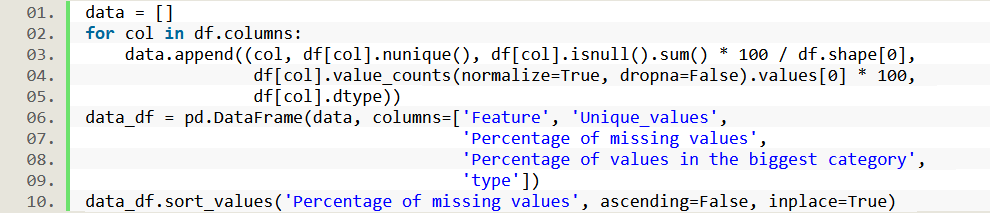 01. data = []
02. for col in df.columns:
03.     data.append((col, df[col].nunique(), df[col].isnull().sum() * 100 / df.shape[0],
04.                  df[col].value_counts(normalize=True, dropna=False).values[0] * 100,
05.                  df[col].dtype))
06. data_df = pd.DataFrame(data, columns=['Feature', 'Unique_values',
07.                                       'Percentage of missing values',
08.                                       'Percentage of values in the biggest category',
09.                                       'type'])
10. data_df.sort_values('Percentage of missing values', ascending=False, inplace=True)